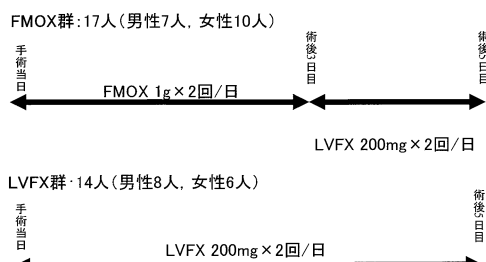 FMOX群:17人(男性7人, 女性10人)
手術当日
術後3日目
術後5日目
FMOX 1g×2回/日
LVFX 200mg×2回/日
LVFX群·14人(男性8人, 女性6人)
手術当日
術後5日目
LVFX 200mg×2回/日